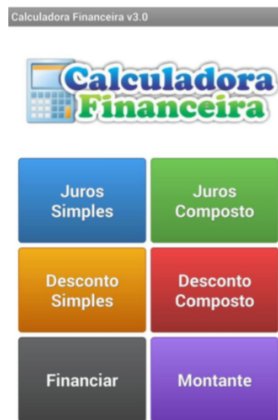 Calculadora Financeira v3.0
Calculadora
Financeira
Juros
Simples
Juros
Composto
Desconto
Simples
Desconto
Composto
Financiar
Montante